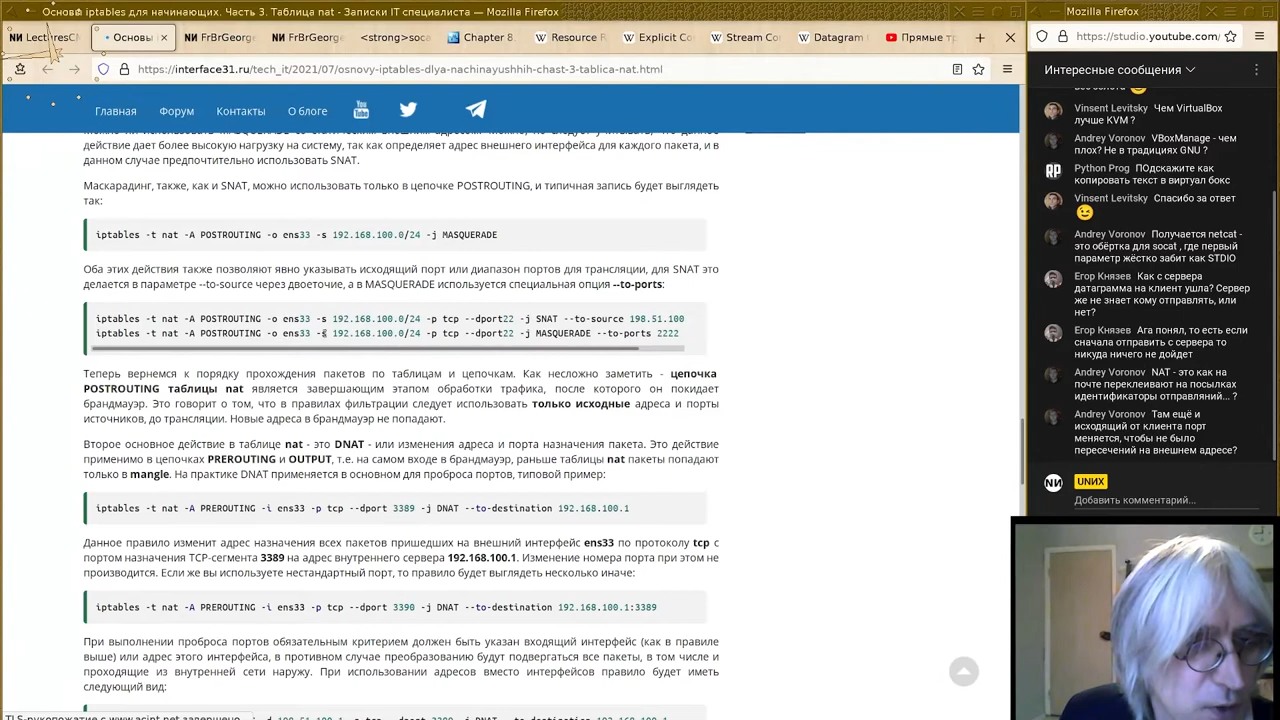 Основы iptables для начинающих. Часть 3. Таблица nat - Записки IT специалиста — Mozilla Firefox
FrBrGeorge
FrBrGeorge
<strong>soca
Chapter 8.
Resource R
Explicit Co
Stream Co
Datagram
Прямые т
https://interface31.ru/tech_it/2021/07/osnovy-iptables-dlya-nachinayushhih-chast-3-tablica-nat.html
Главная
Форум
Контакты
О блоге
You Tube
действие дает более высокую нагрузку на систему, так как определяет адрес внешнего интерфейса для каждого пакета, и в
данном случае предпочтительно использовать SNAT.
Маскарадинг, также, как и SNAT, можно использовать только в цепочке POSTROUTING, и типичная запись будет выглядеть
так:
iptables -t nat -A POSTROUTING -o ens33 -s 192.168.100.0/24 -j MASQUERADE
Оба этих действия также позволяют явно указывать исходящий порт или диапазон портов для трансляции, для SNAT это
делается в параметре --to-source через двоеточие, а в MASQUERADE используется специальная опция --to-ports:
iptables -t nat -A POSTROUTING -o ens33 -s 192.168.100.0/24 -p tcp --dport22 -j SNAT --to-source 198.51.100
iptables -t nat -A POSTROUTING -o ens33 -s 192.168.100.0/24 -p tcp --dport22 -j MASQUERADE --to-ports 2222
Теперь вернемся к порядку прохождения пакетов по таблицам и цепочкам. Как несложно заметить - цепочка
POSTROUTING таблицы nat является завершающим этапом обработки трафика, после которого он покидает
брандмауэр. Это говорит о том, что в правилах фильтрации следует использовать только исходные адреса и порты
источников, до трансляции. Новые адреса в брандмауэр не попадают.
Второе основное действие в таблице nat - это DNAT - или изменения адреса и порта назначения пакета. Это действие
применимо в цепочках PREROUTING и OUTPUT, т.е. на самом входе в брандмауэр, раньше таблицы nat пакеты попадают
только в mangle. На практике DNAT применяется в основном для проброса портов, типовой пример:
iptables -t nat -A PREROUTING -i ens33 -p tcp --dport 3389 -j DNAT --to-destination 192.168.100.1
Данное правило изменит адрес назначения всех пакетов пришедших на внешний интерфейс ens33 по протоколу tcp с
портом назначения TCP-сегмента 3389 на адрес внутреннего сервера 192.168.100.1. Изменение номера порта при этом не
производится. Если же вы используете нестандартный порт, то правило будет выглядеть несколько иначе:
iptables -t nat -A PREROUTING -i ens33 -p tcp --dport 3390 -j DNAT --to-destination 192.168.100.1:3389
При выполнении проброса портов обязательным критерием должен быть указан входящий интерфейс (как в правиле
выше) или адрес этого интерфейса, в противном случае преобразованию будут подвергаться все пакеты, в том числе и
проходящие из внутренней сети наружу. При использовании адресов вместо интерфейсов правило будет иметь
следующий вид:
Mozilla Firefox
https://studio.youtube.com/
Интересные сообщения
Vinsent Levitsky Чем VirtualBox
лучше KVM ?
Andrey Voronov VBoxManage - чем
плох? Не в традициях GNU ?
Python Prog ПОдскажите как
копировать текст в виртуал бокс
Vinsent Levitsky Спасибо за ответ
Andrey Voronov Получается netcat -
это обёртка для socat , где первый
параметр жёстко забит как STDIO
Егор Князев Как с сервера
датаграмма на клиент ушла? Сервер
же не знает кому отправлять, или
нет?
Егор Князев Ага понял, то есть если
сначала отправить с сервера то
никуда ничего не дойдет
Andrey Voronov NAT - это как на
почте переклеивают на посылках
идентификаторы отправляний... ?
Andrey Voronov Там ещё и
исходящий от клиента порт
меняется, чтобы не было
пересечений на внешнем адресе?
UNИX
Добавить комментарий...